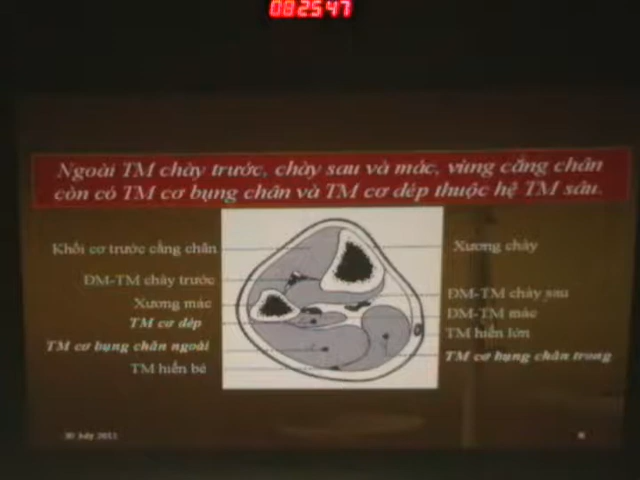 08:25:47
Ngoài TM chày trước, chày sau và mác, vùng cẳng chân
còn có TM cơ bụng chân và TM cơ dép thuộc hệ TM sâu.
Khối cơ trước cẳng chân
ĐM-TM chày trước
Xương mác
TM cơ dép
TM cơ bụng chân ngoài
TM hiển bé
Xương chày
ĐM-TM chày sau
ĐM-TM mác
TM hiển lớn
TM cơ bụng chân trong
30 July 2011